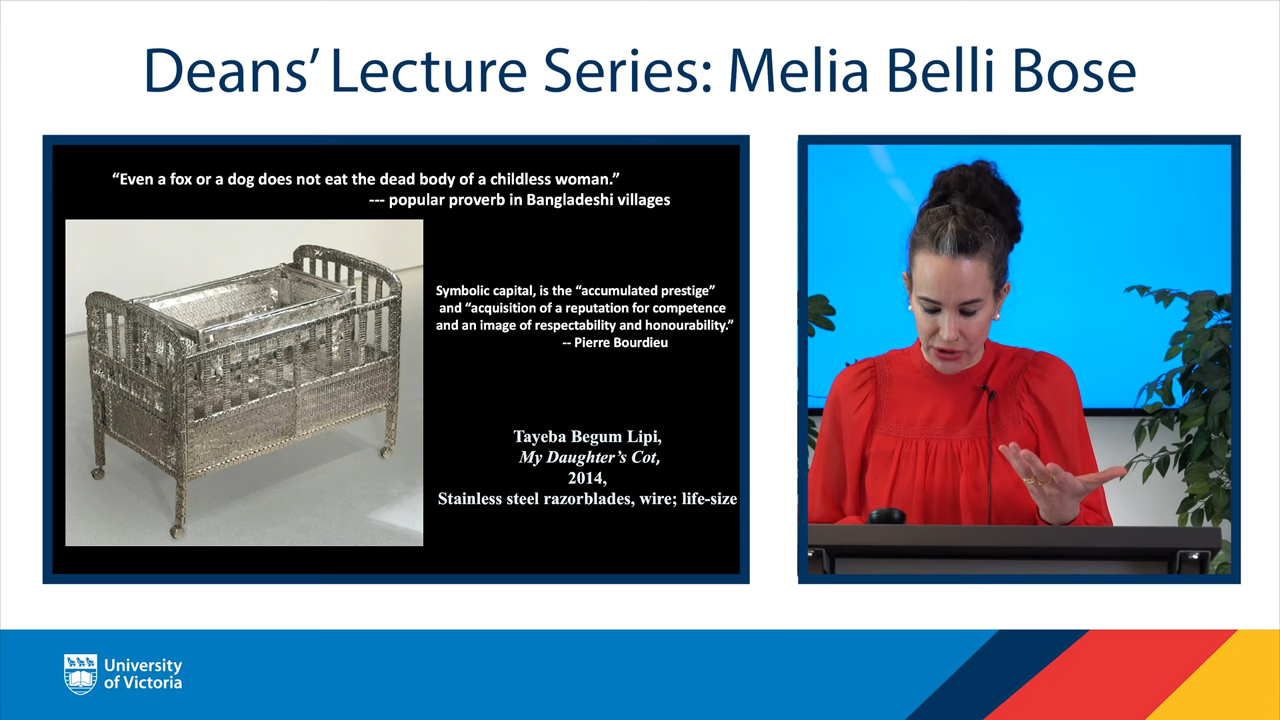 Deans’ Lecture Series: Melia Belli Bose
“Even a fox or a dog does not eat the dead body of a childless woman.”
--- popular proverb in Bangladeshi villages
Symbolic capital, is the “accumulated prestige”
and “acquisition of a reputation for competence
and an image of respectability and honourability.”
-- Pierre Bourdieu
Tayeba Begum Lipi,
My Daughter’s Cot,
2014,
Stainless steel razorblades, wire; life-size
University
of Victoria